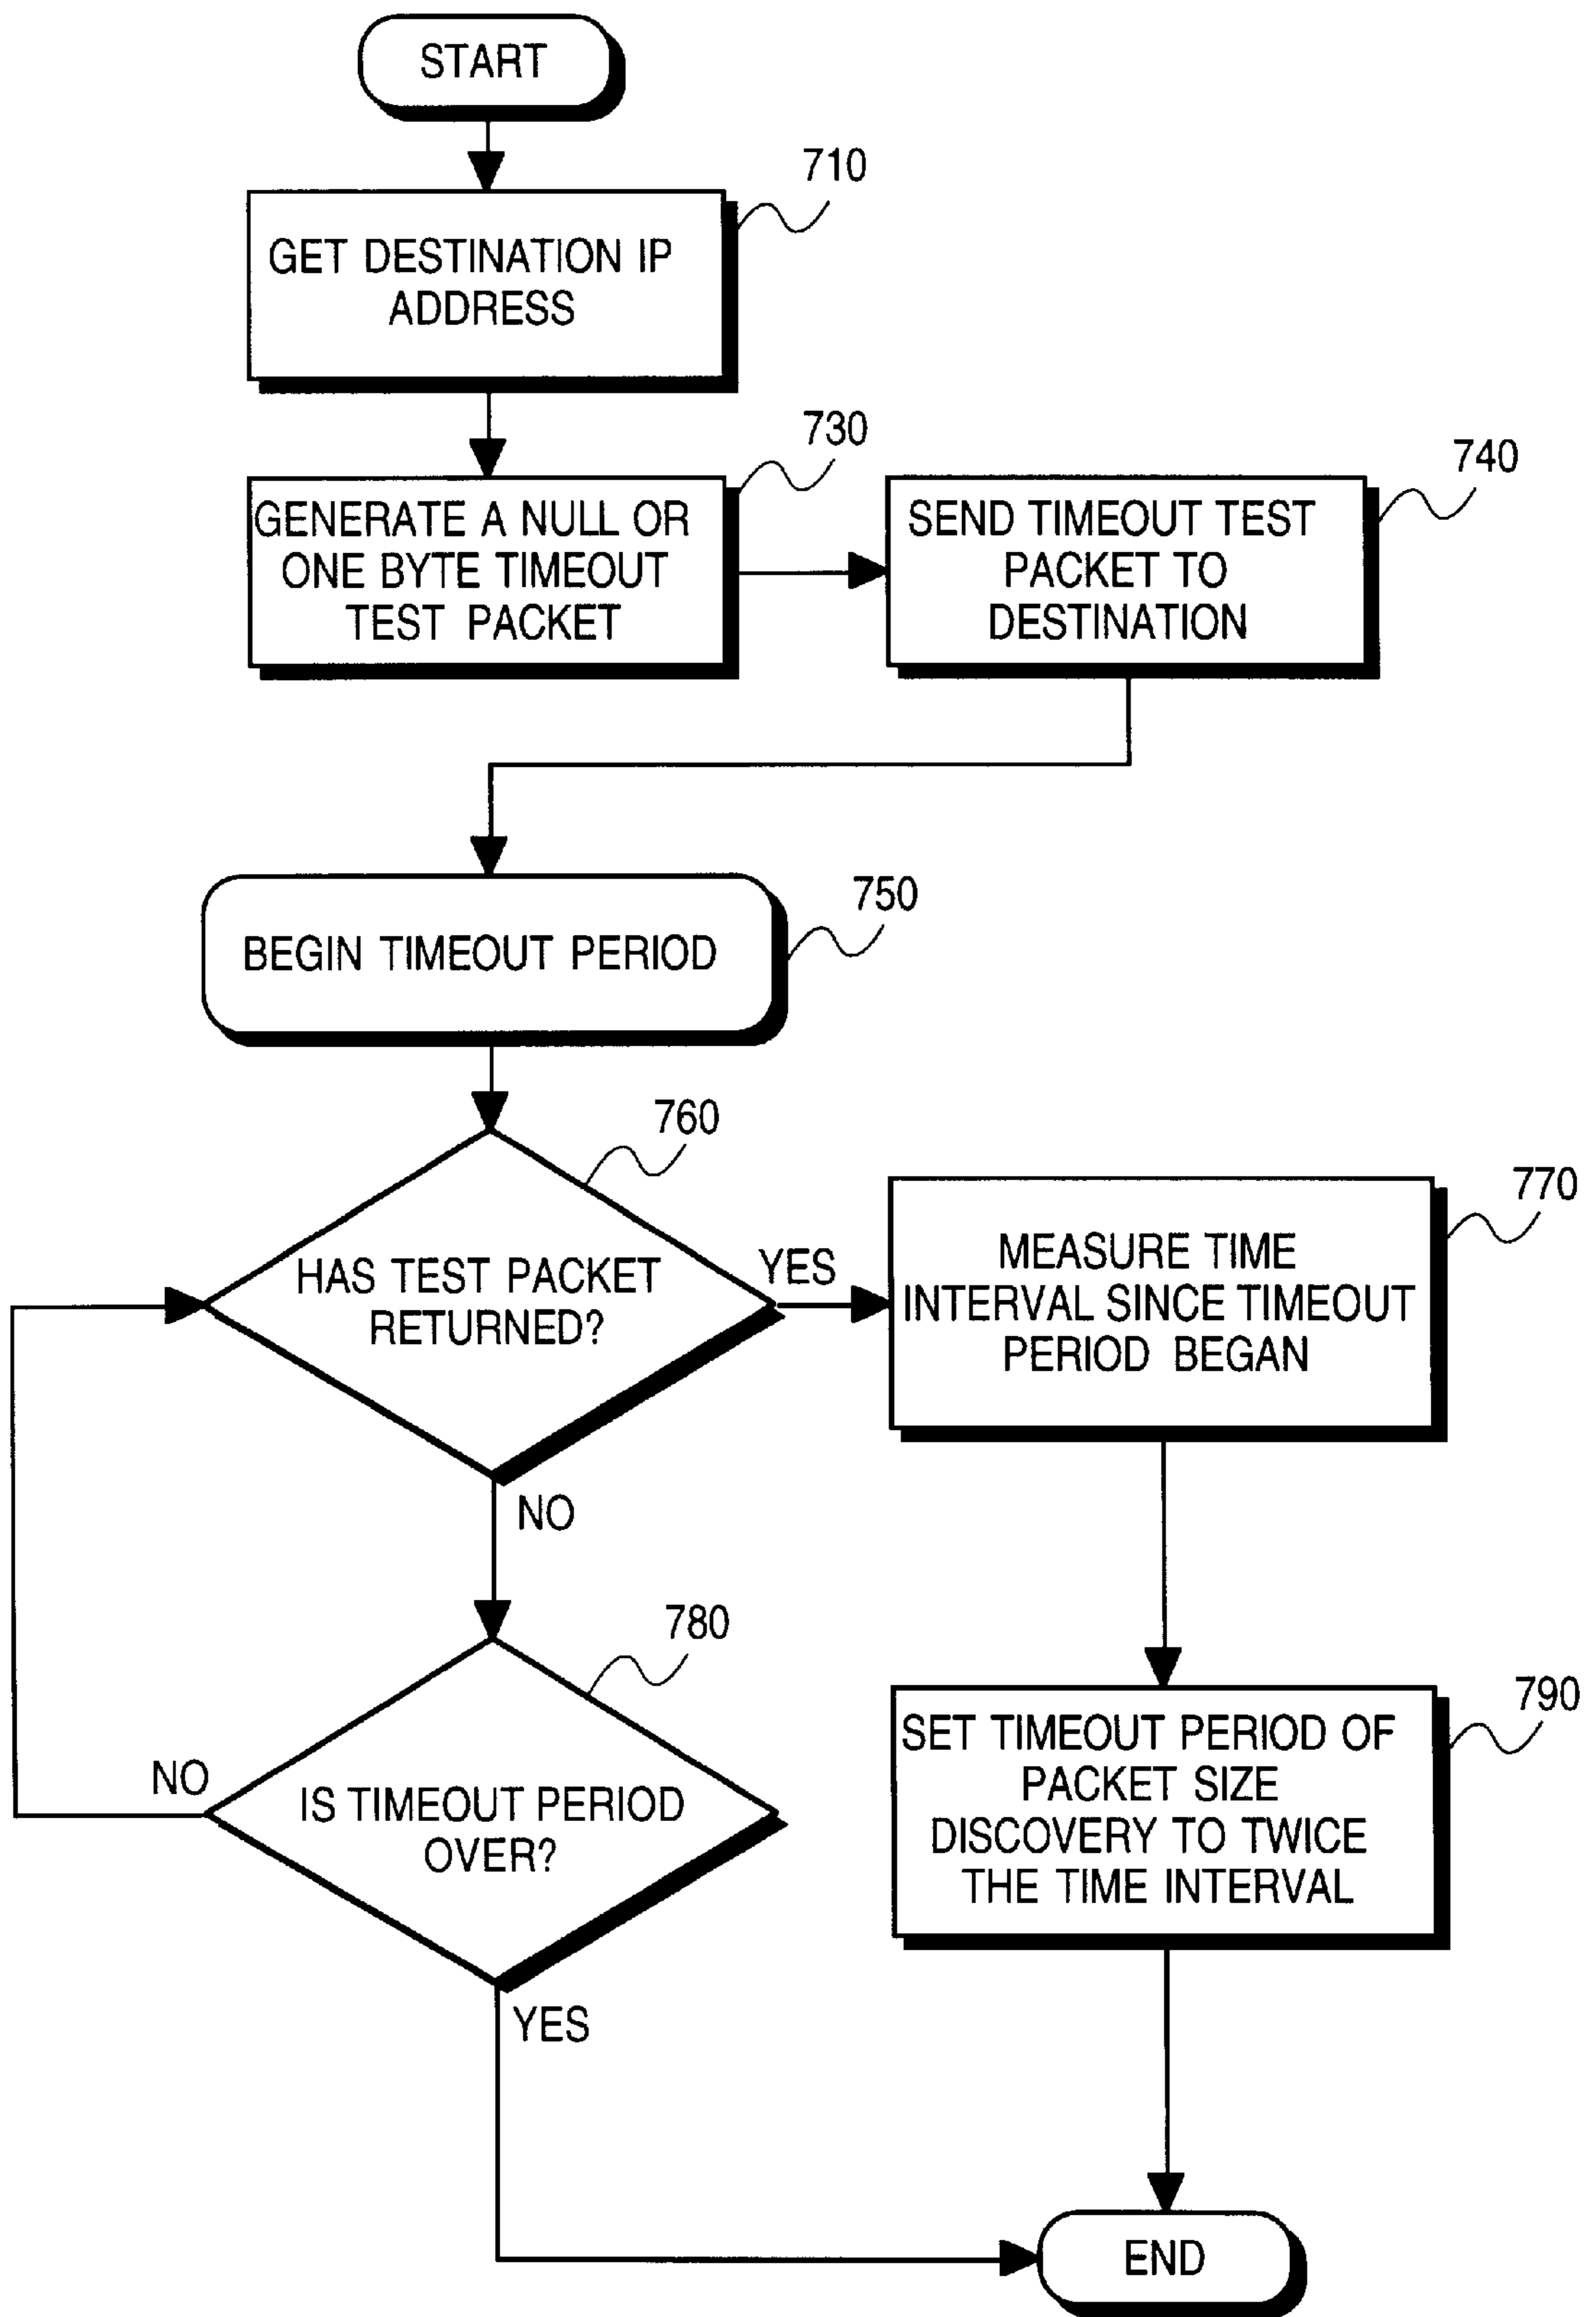 START
710
GET DESTINATION IP
ADDRESS
730
GENERATE A NULL OR
ONE BYTE TIMEOUT
TEST PACKET
740
SEND TIMEOUT TEST
PACKET TO
DESTINATION
750
BEGIN TIMEOUT PERIOD
760
HAS TEST PACKET
RETURNED?
YES
NO
770
MEASURE TIME
INTERVAL SINCE TIMEOUT
PERIOD BEGAN
780
IS TIMEOUT PERIOD
OVER?
NO
YES
790
SET TIMEOUT PERIOD OF
PACKET SIZE
DISCOVERY TO TWICE
THE TIME INTERVAL
END